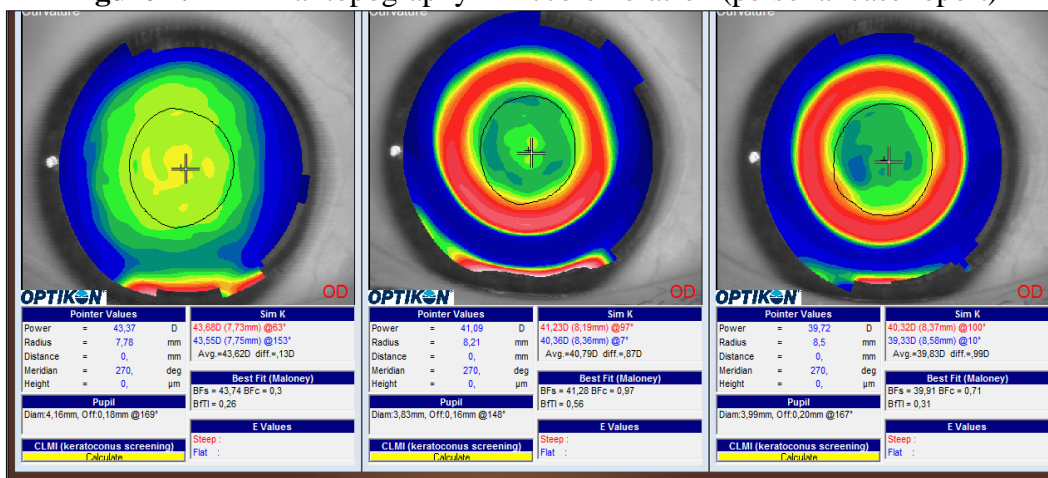 Curvature
OPTIKON
OD
Pointer Values
Power = 43,37 D
Radius = 7,78 mm
Distance = 0, mm
Meridian = 270, deg
Height = 0, µm
Pupil
Diam:4,16mm, Off:0,18mm @169°
CLMI (keratoconus screening)
Calculate
Sim K
43,68D (7,73mm) @63°
43,55D (7,75mm) @153°
Avg.=43,62D diff.=,13D
Best Fit (Maloney)
BFs = 43,74 BFc = 0,3
BfTI = 0,26
E Values
Steep :
Flat :
Curvature
OPTIKON
OD
Pointer Values
Power = 41,09 D
Radius = 8,21 mm
Distance = 0, mm
Meridian = 270, deg
Height = 0, µm
Pupil
Diam:3,83mm, Off:0,16mm @148°
CLMI (keratoconus screening)
Calculate
Sim K
41,23D (8,19mm) @97°
40,36D (8,36mm) @7°
Avg.=40,79D diff.=,87D
Best Fit (Maloney)
BFs = 41,28 BFc = 0,97
BfTI = 0,56
E Values
Steep :
Flat :
Curvature
OPTIKON
OD
Pointer Values
Power = 39,72 D
Radius = 8,5 mm
Distance = 0, mm
Meridian = 270, deg
Height = 0, µm
Pupil
Diam:3,99mm, Off:0,20mm @167°
CLMI (keratoconus screening)
Calculate
Sim K
40,32D (8,37mm) @100°
39,33D (8,58mm) @10°
Avg.=39,83D diff.=,99D
Best Fit (Maloney)
BFs = 39,91 BFc = 0,71
BfTI = 0,31
E Values
Steep :
Flat :